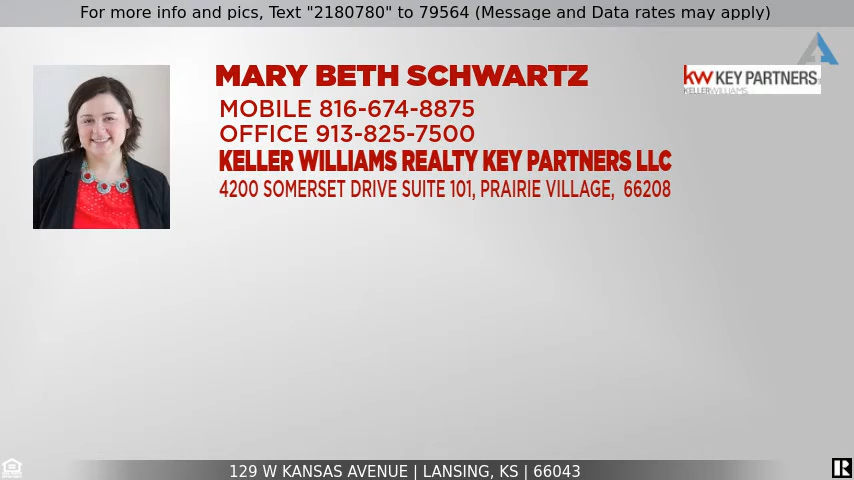 For more info and pics, Text "2180780" to 79564 (Message and Data rates may apply)
MARY BETH SCHWARTZ
MOBILE 816-674-8875
OFFICE 913-825-7500
KELLER WILLIAMS REALTY KEY PARTNERS LLC
4200 SOMERSET DRIVE SUITE 101, PRAIRIE VILLAGE, 66208
kw KEY PARTNERS
KELLERWILLIAMS
129 W KANSAS AVENUE | LANSING, KS | 66043